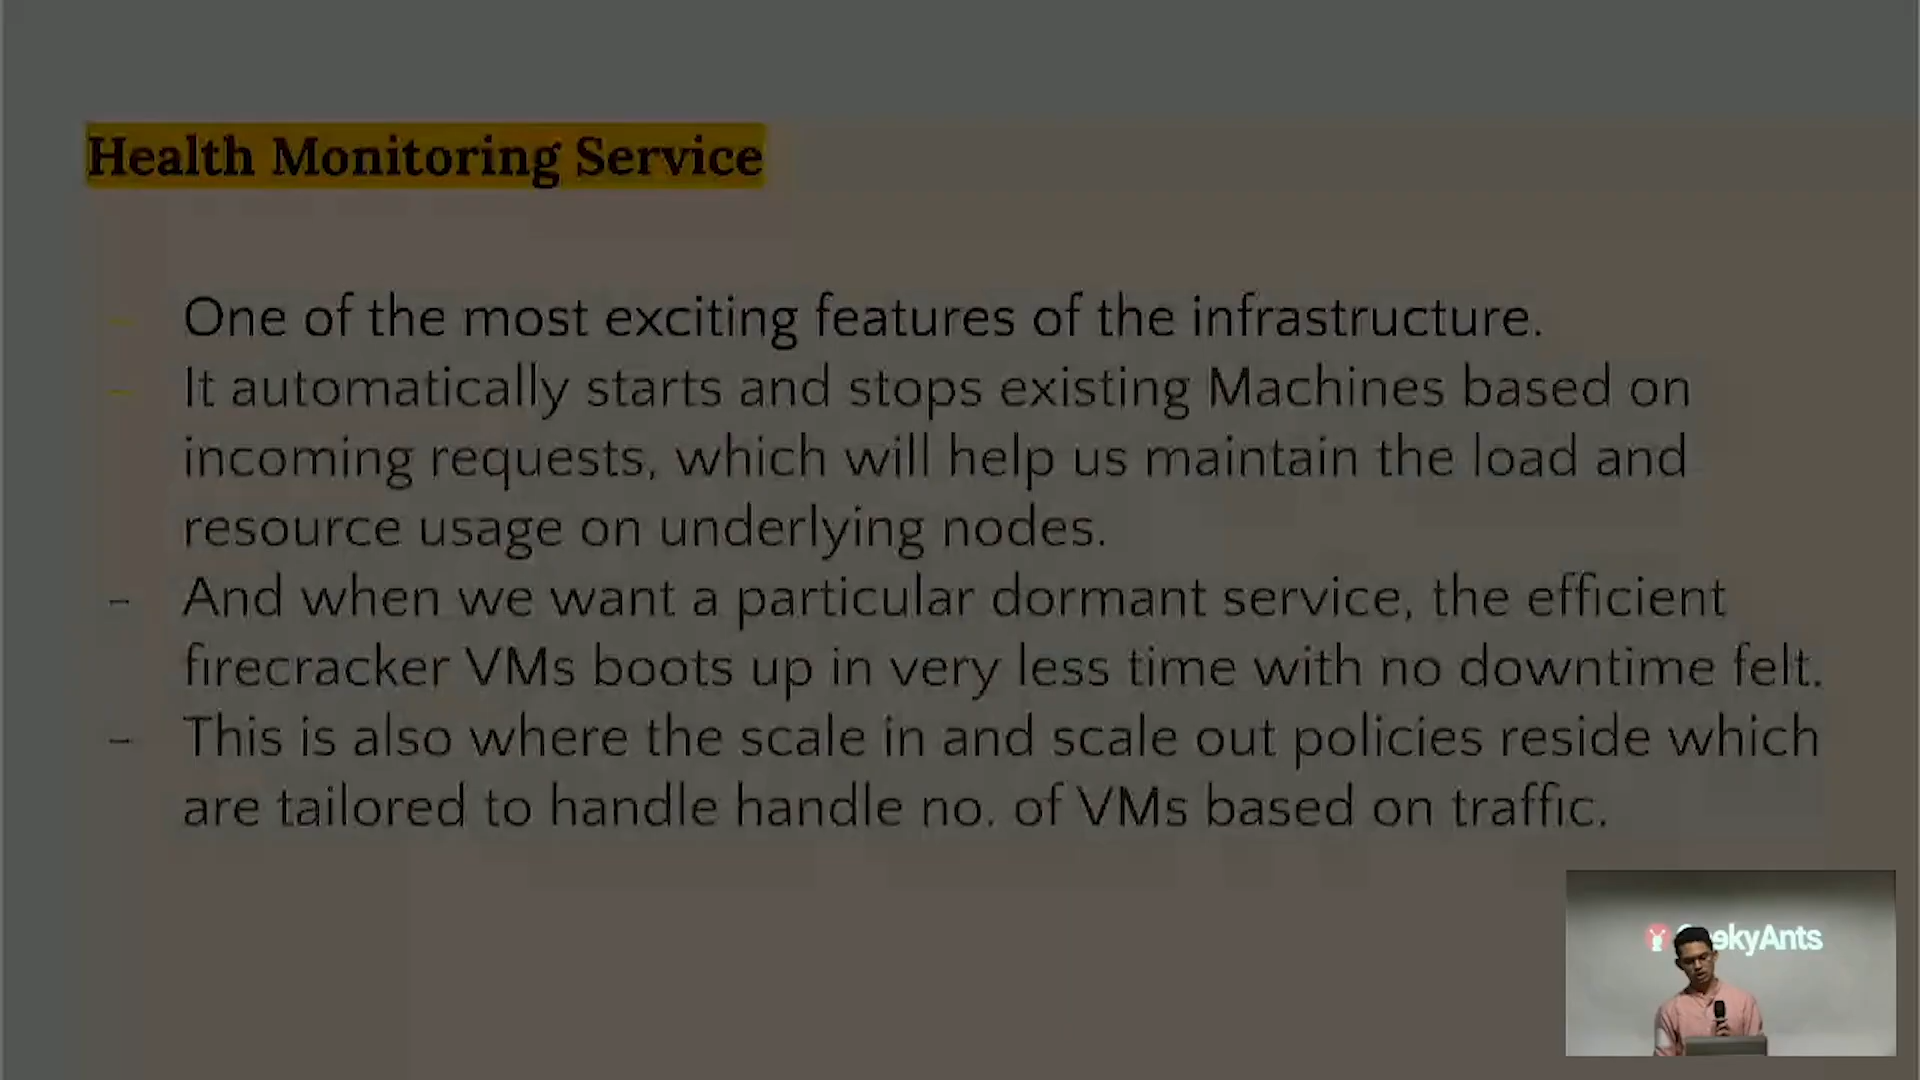 Health Monitoring Service
- One of the most exciting features of the infrastructure.
- It automatically starts and stops existing Machines based on
incoming requests, which will help us maintain the load and
resource usage on underlying nodes.
- And when we want a particular dormant service, the efficient
firecracker VMs boots up in very less time with no downtime felt.
- This is also where the scale in and scale out policies reside which
are tailored to handle handle no. of VMs based on traffic.